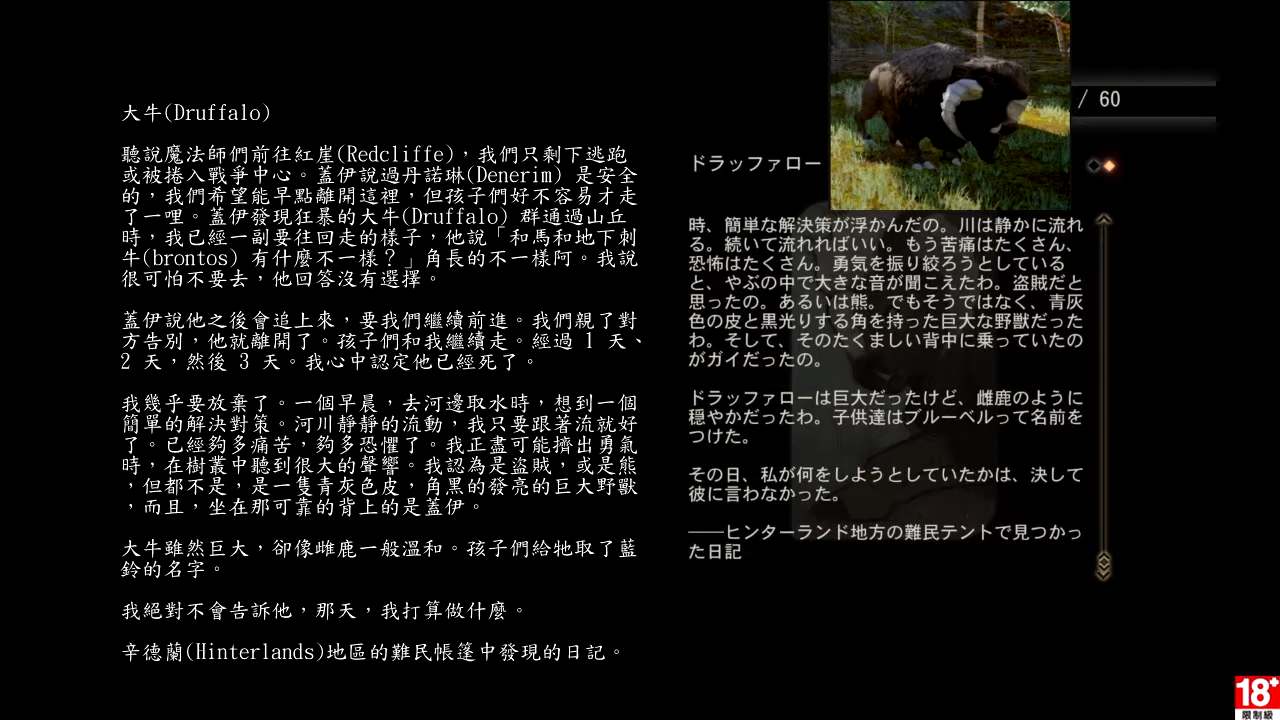 大牛(Druffalo)
聽說魔法師們前往紅崖(Redcliffe)，我們只剩下逃跑
或被捲入戰爭中心。蓋伊說過丹諾琳(Denerim) 是安全
的，我們希望能早點離開這裡，但孩子們好不容易才走
了一哩。蓋伊發現狂暴的大牛(Druffalo) 群通過山丘
時，我已經一副要往回走的樣子，他說「和馬和地下刺
牛(brontos) 有什麼不一樣？」角長的不一樣阿。我說
很可怕不要去，他回答沒有選擇。
蓋伊說他之後會追上來，要我們繼續前進。我們親了對
方告別，他就離開了。孩子們和我繼續走。經過 1 天、
2 天，然後 3 天。我心中認定他已經死了。
我幾乎要放棄了。一個早晨，去河邊取水時，想到一個
簡單的解決對策。河川靜靜的流動，我只要跟著流就好
了。已經夠多痛苦，夠多恐懼了。我正盡可能擠出勇氣
時，在樹叢中聽到很大的聲響。我認為是盜賊，或是熊
，但都不是，是一隻青灰色皮，角黑的發亮的巨大野獸
，而且，坐在那可靠的背上的是蓋伊。
大牛雖然巨大，卻像雌鹿一般溫和。孩子們給牠取了藍
鈴的名字。
我絕對不會告訴他，那天，我打算做什麼。
辛德蘭(Hinterlands)地區的難民帳篷中發現的日記。
/ 60
ドラッファロー
時、簡単な解決策が浮かんだの。川は静かに流れ
る。続いて流れればいい。もう苦痛はたくさん、
恐怖はたくさん。勇気を振り絞ろうとしている
と、やぶの中で大きな音が聞こえたわ。盗賊だと
思ったの。あるいは熊。でもそうではなく、青灰
色の皮と黒光りする角を持った巨大な野獣だった
わ。そして、そのたくましい背中に乗っていたの
がガイだったの。
ドラッファローは巨大だったけど、雌鹿のように
穏やかだったわ。子供達はブルーベルって名前を
つけた。
その日、私が何をしようとしていたかは、決して
彼に言わなかった。
――ヒンターランド地方の難民テントで見つかっ
た日記
18+
限制級